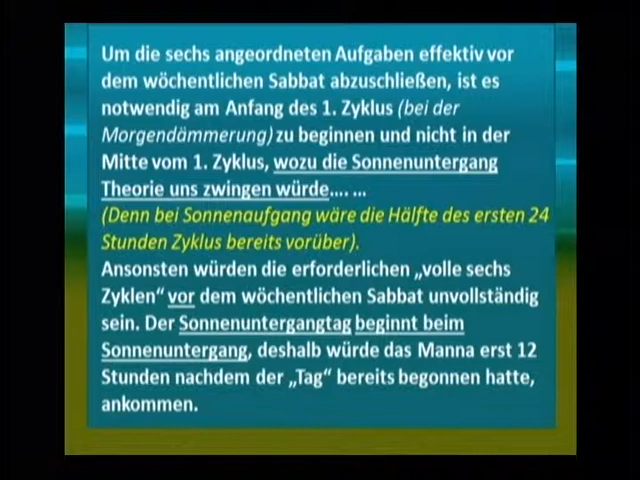 Um die sechs angeordneten Aufgaben effektiv vor
dem wöchentlichen Sabbat abzuschließen, ist es
notwendig am Anfang des 1. Zyklus (bei der
Morgendämmerung) zu beginnen und nicht in der
Mitte vom 1. Zyklus, wozu die Sonnenuntergang
Theorie uns zwingen würde.... ...
(Denn bei Sonnenaufgang wäre die Hälfte des ersten 24
Stunden Zyklus bereits vorüber).
Ansonsten würden die erforderlichen „volle sechs
Zyklen“ vor dem wöchentlichen Sabbat unvollständig
sein. Der Sonnenuntergangtag beginnt beim
Sonnenuntergang, deshalb würde das Manna erst 12
Stunden nachdem der „Tag“ bereits begonnen hatte,
ankommen.